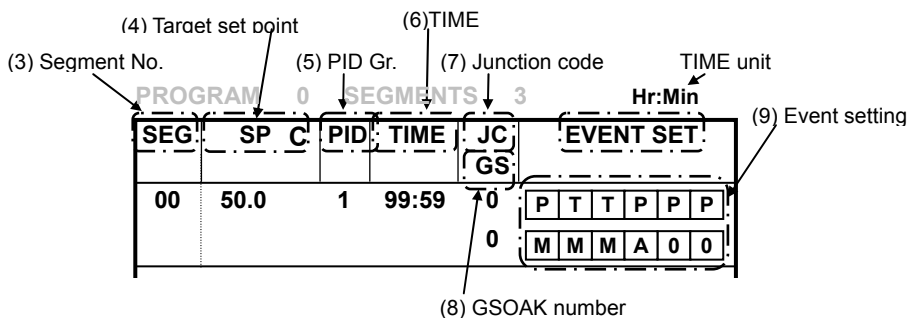 (6)TIME
(4) Target set point
(3) Segment No.
(5) PID Gr.
(7) Junction code
TIME unit
PROGRAM 0 SEGMENTS 3
Hr:Min
(9) Event setting
SEG SP C PID TIME JC EVENT SET
GS
00 50.0 1 99:59 0 P T T P P P
0 M M M A 0 0
(8) GSOAK number